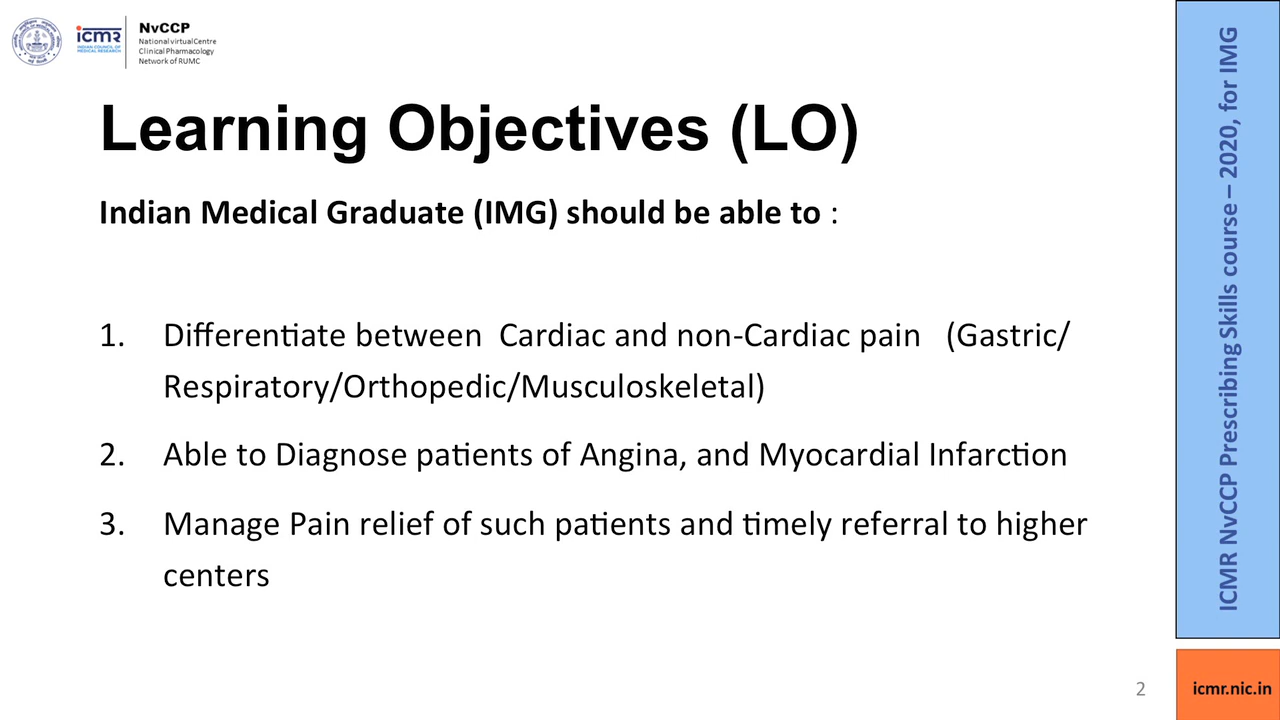 icmr
INDIAN COUNCIL OF
MEDICAL RESEARCH
NvCCP
National virtualCentre
Clinical Pharmacology
Network of RUMC
Learning Objectives (LO)
Indian Medical Graduate (IMG) should be able to :
1. Differentiate between Cardiac and non-Cardiac pain (Gastric/
Respiratory/Orthopedic/Musculoskeletal)
2. Able to Diagnose patients of Angina, and Myocardial Infarction
3. Manage Pain relief of such patients and timely referral to higher
centers
ICMR NvCCP Prescribing Skills course – 2020, for IMG
2
icmr.nic.in